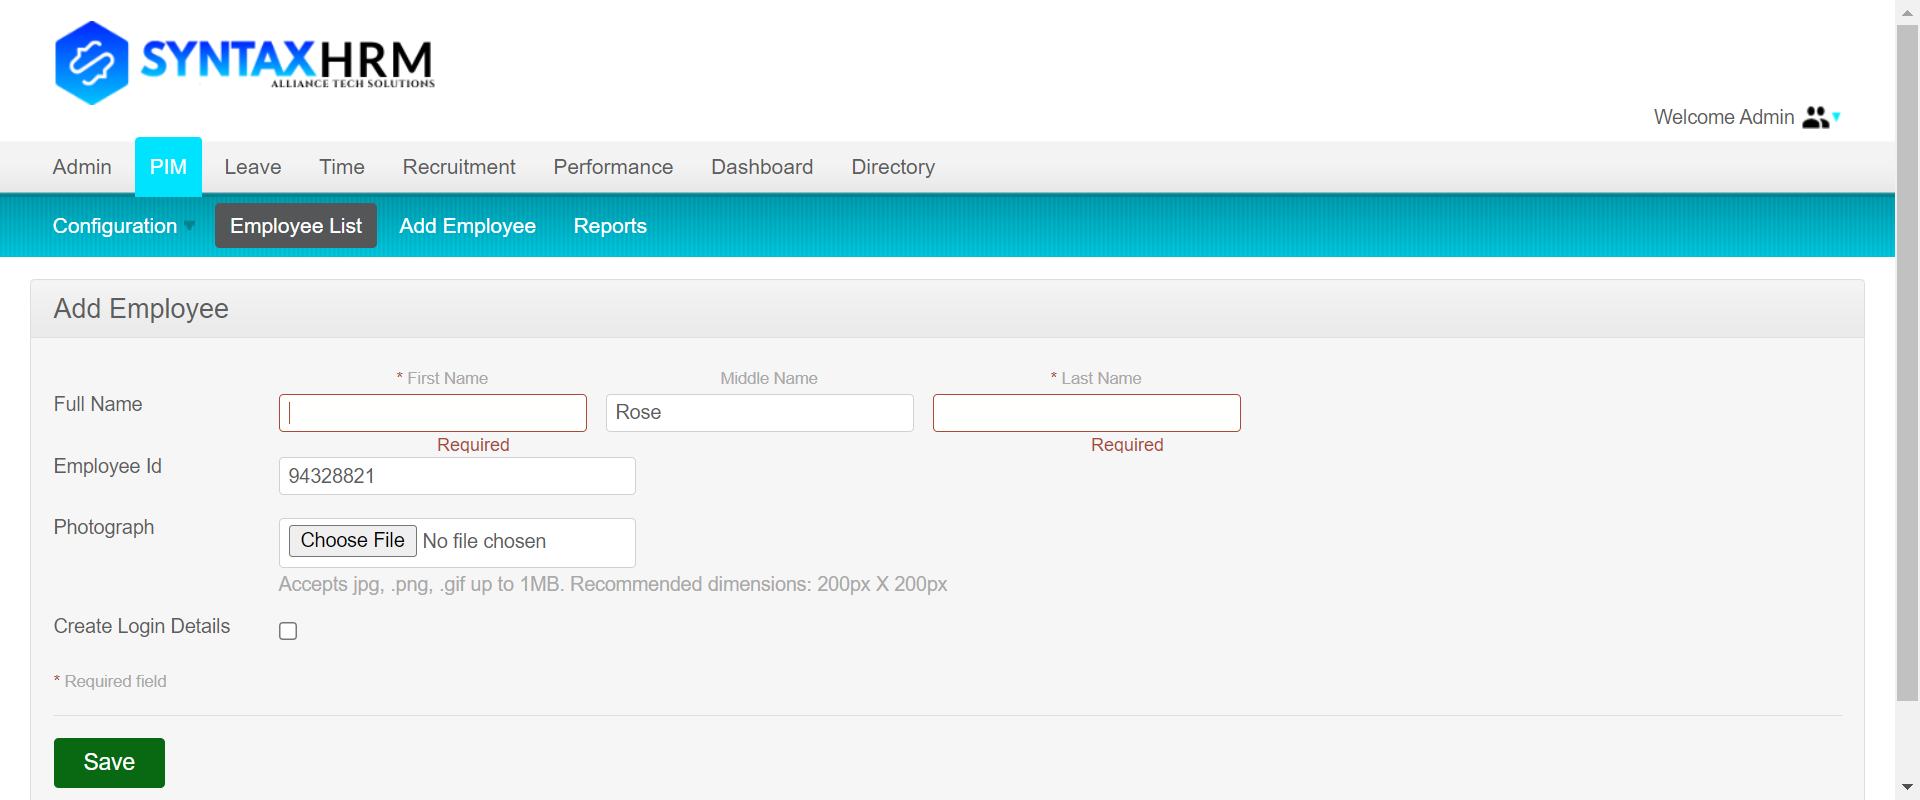 SYNTAXHRM
ALLIANCE TECH SOLUTIONS
Welcome Admin
Admin PIM Leave Time Recruitment Performance Dashboard Directory
Configuration Employee List Add Employee Reports
Add Employee
* First Name Middle Name * Last Name
Full Name Rose
Required Required
Employee Id 94328821
Photograph Choose File No file chosen
Accepts jpg, .png, .gif up to 1MB. Recommended dimensions: 200px X 200px
Create Login Details
* Required field
Save